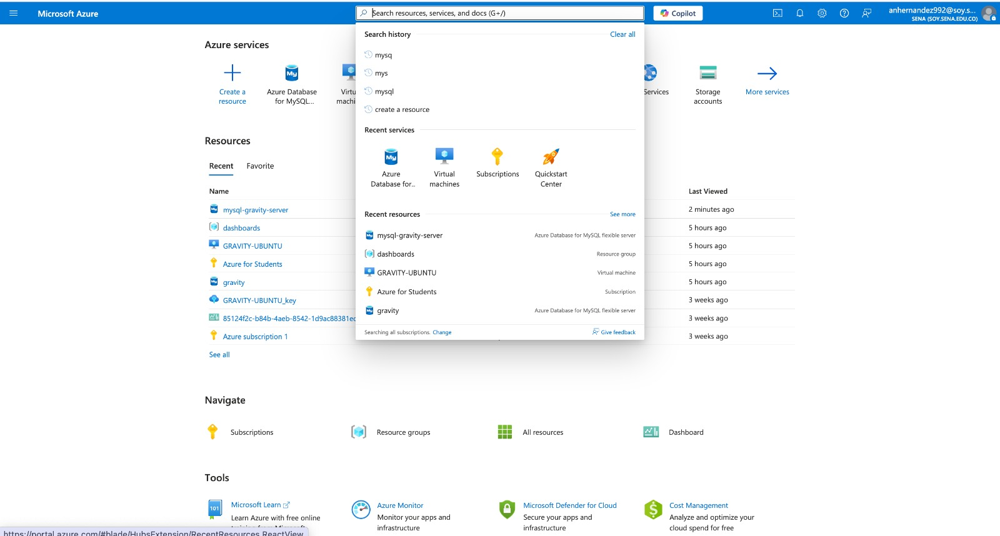 Microsoft Azure
Search resources, services, and docs (G+/)
Copilot
anhernandez992@soy.s...
SENA (SOY.SENA.EDU.CO)
Search history
Clear all
mysq
mys
mysql
create a resource
Recent services
Azure
Database for...
Virtual
machines
Subscriptions
Quickstart
Center
Recent resources
See more
mysql-gravity-server
Azure Database for MySQL flexible server
dashboards
Resource group
GRAVITY-UBUNTU
Virtual machine
Azure for Students
Subscription
gravity
Azure Database for MySQL flexible server
Searching all subscriptions. Change
Give feedback
Azure services
Create a
resource
Azure Database
for MySQL...
Virtu
machi
Services
Storage
accounts
More services
Resources
Recent
Favorite
Name
Last Viewed
mysql-gravity-server
2 minutes ago
dashboards
5 hours ago
GRAVITY-UBUNTU
5 hours ago
Azure for Students
5 hours ago
gravity
5 hours ago
GRAVITY-UBUNTU_key
3 weeks ago
85124f2c-b84b-4aeb-8542-1d9ac88381ec
3 weeks ago
Azure subscription 1
3 weeks ago
See all
Navigate
Subscriptions
Resource groups
All resources
Dashboard
Tools
101
Microsoft Learn
Learn Azure with free online
training from Microsoft
Azure Monitor
Monitor your apps and
infrastructure
Microsoft Defender for Cloud
Secure your apps and
infrastructure
Cost Management
Analyze and optimize your
cloud spend for free
https://portal.azure.com/#blade/HubsExtension/RecentResources.ReactView